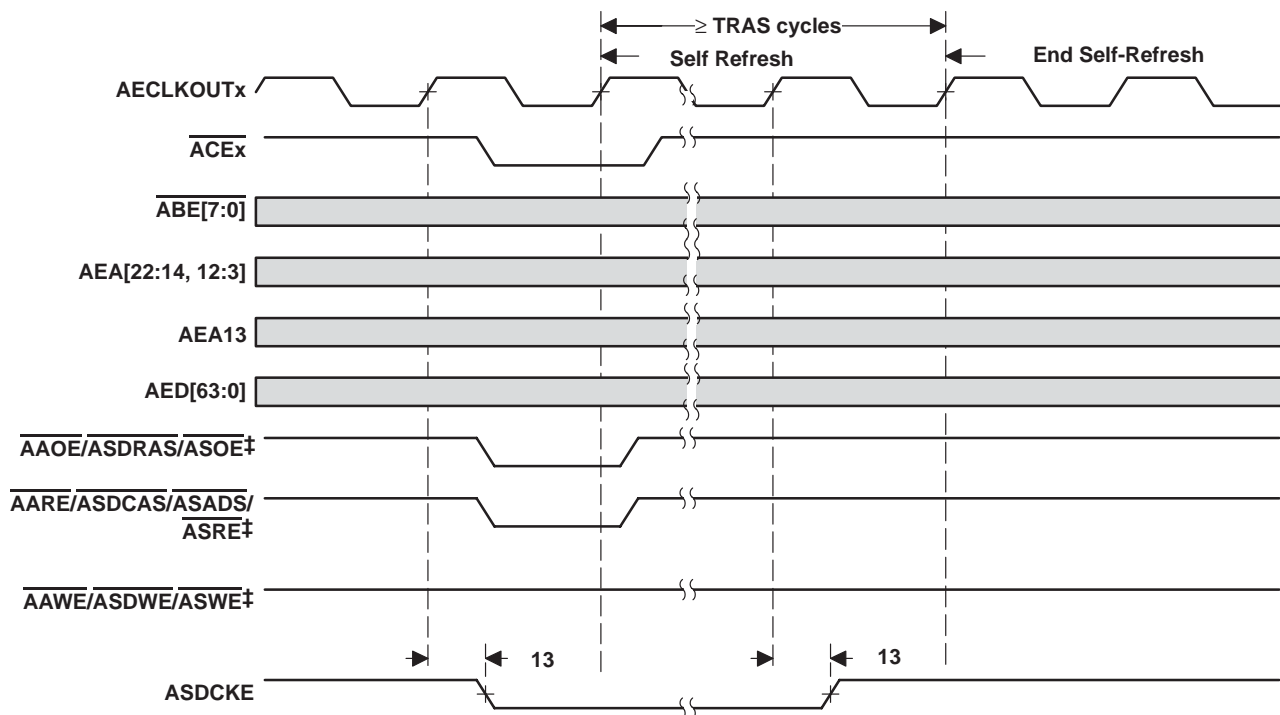 ≥ TRAS cycles
Self Refresh
End Self-Refresh
AECLKOUTx
ACEx
ABE[7:0]
AEA[22:14, 12:3]
AEA13
AED[63:0]
AAOE/ASDRAS/ASOE‡
AARE/ASDCAS/ASADS/
ASRE‡
AAWE/ASDWE/ASWE‡
13
13
ASDCKE